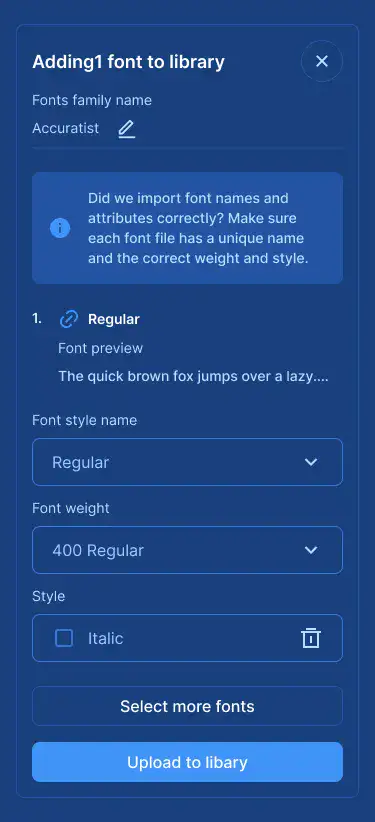 Adding1 font to library
Fonts family name
Accuratist
Did we import font names and
attributes correctly? Make sure
each font file has a unique name
and the correct weight and style.
1. Regular
Font preview
The quick brown fox jumps over a lazy....
Font style name
Regular
Font weight
400 Regular
Style
Italic
Select more fonts
Upload to libary